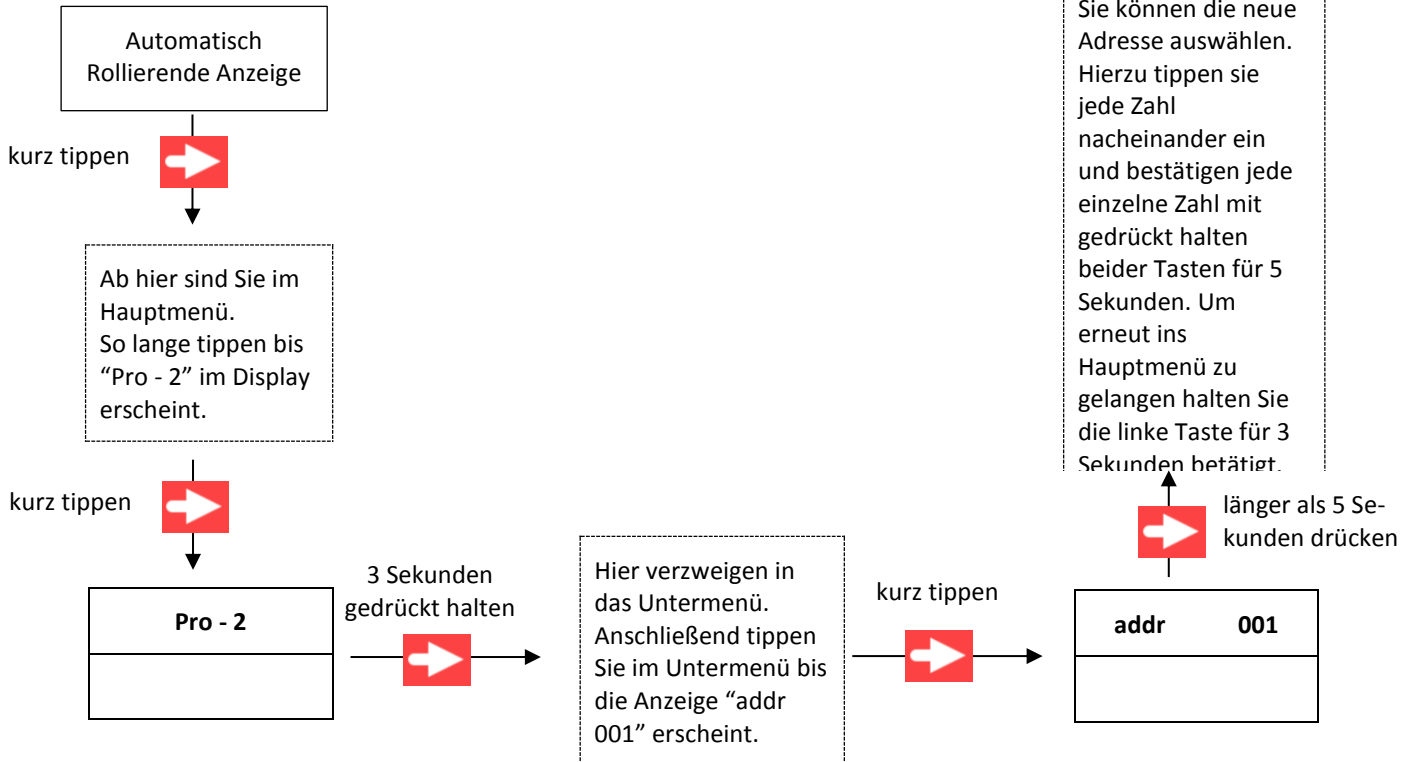 Automatisch
Rollierende Anzeige
kurz tippen
Ab hier sind Sie im
Hauptmenü.
So lange tippen bis
“Pro - 2” im Display
erscheint.
kurz tippen
Pro - 2
3 Sekunden
gedrückt halten
Hier verzweigen in
das Untermenü.
Anschließend tippen
Sie im Untermenü bis
die Anzeige “addr
001” erscheint.
kurz tippen
addr 001
länger als 5 Se-
kunden drücken
Sie können die neue
Adresse auswählen.
Hierzu tippen sie
jede Zahl
nacheinander ein
und bestätigen jede
einzelne Zahl mit
gedrückt halten
beider Tasten für 5
Sekunden. Um
erneut ins
Hauptmenü zu
gelangen halten Sie
die linke Taste für 3
Sekunden betätigt.